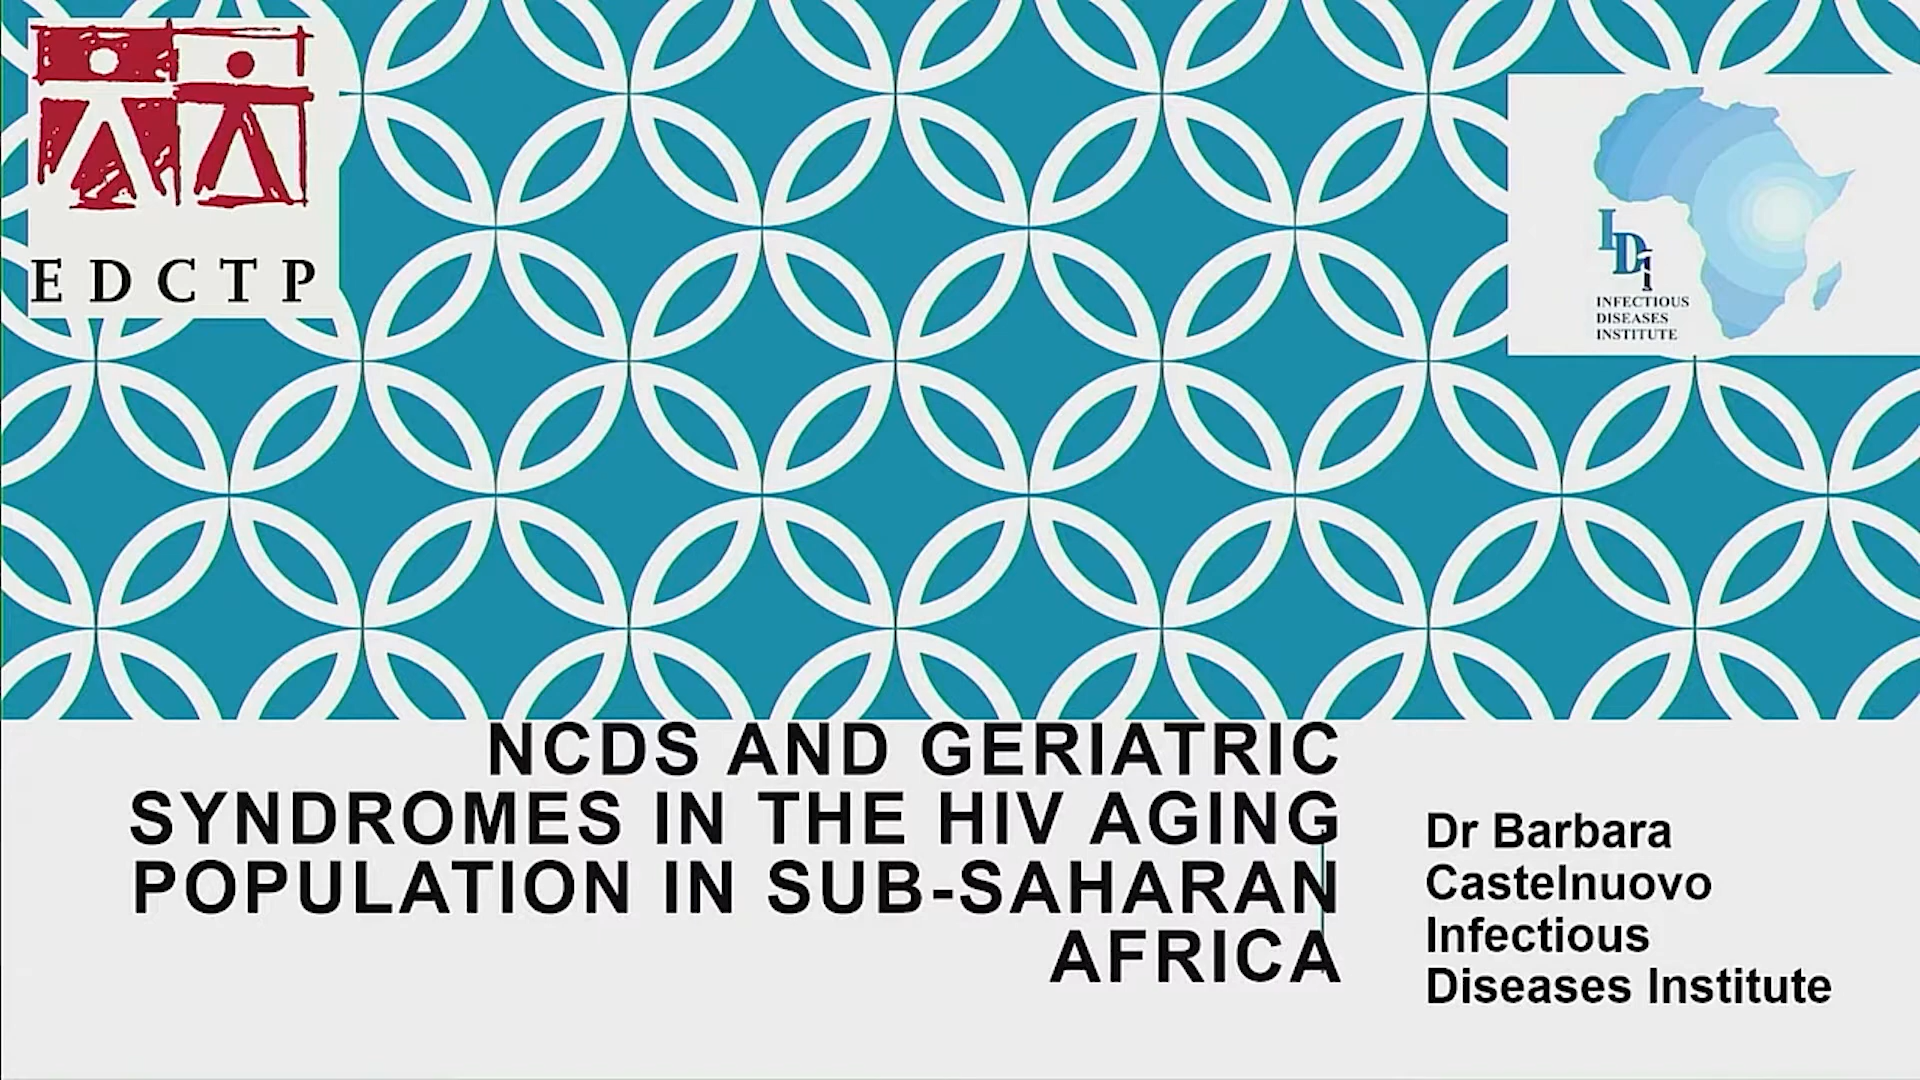 EDCTP
IDI
INFECTIOUS
DISEASES
INSTITUTE
NCDS AND GERIATRIC
SYNDROMES IN THE HIV AGING
POPULATION IN SUB-SAHARAN
AFRICA
Dr Barbara
Castelnuovo
Infectious
Diseases Institute